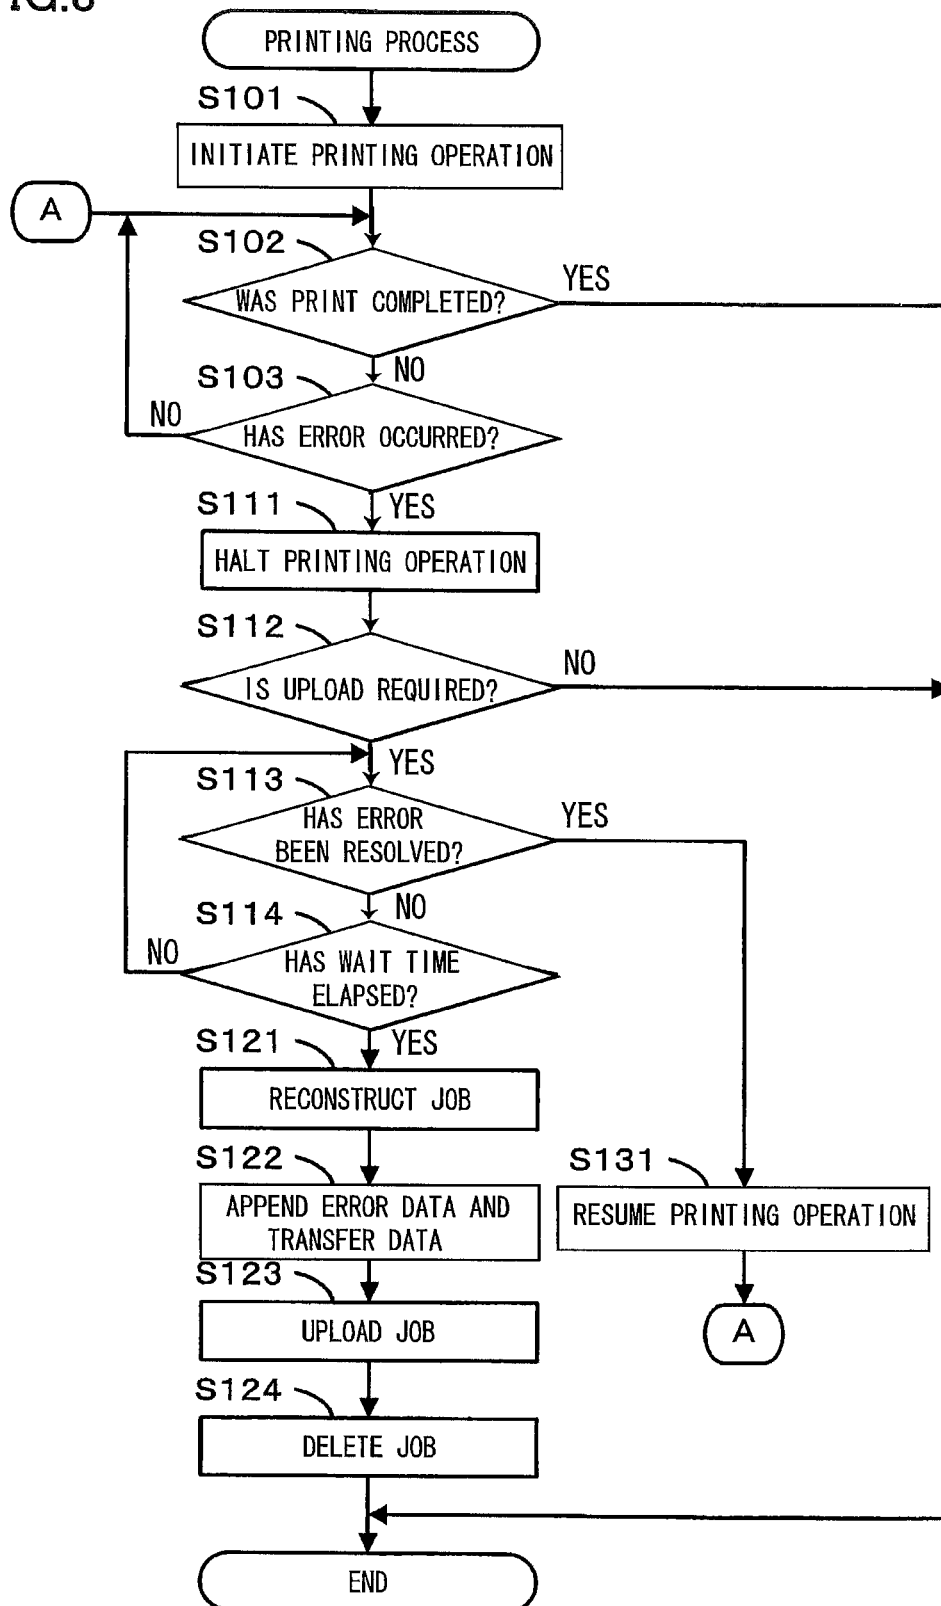 IG.8
PRINTING PROCESS
S101
INITIATE PRINTING OPERATION
A
S102
YES
WAS PRINT COMPLETED?
NO
S103
NO
HAS ERROR OCCURRED?
YES
S111
HALT PRINTING OPERATION
S112
NO
IS UPLOAD REQUIRED?
YES
S113
YES
HAS ERROR
BEEN RESOLVED?
NO
S114
NO
HAS WAIT TIME
ELAPSED?
YES
S121
RECONSTRUCT JOB
S122
S131
APPEND ERROR DATA AND
TRANSFER DATA
RESUME PRINTING OPERATION
S123
UPLOAD JOB
A
S124
DELETE JOB
END